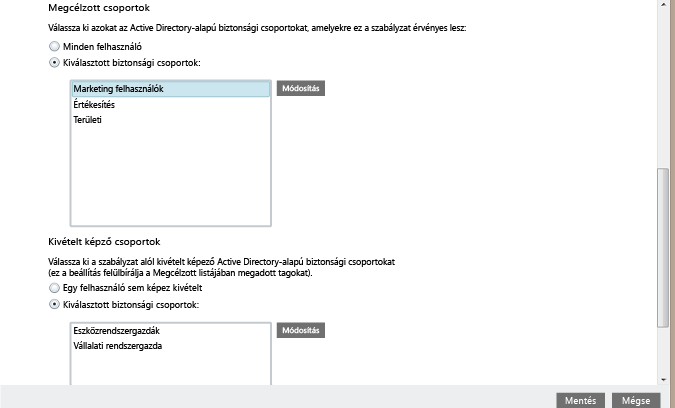 Megcélzott csoportok
Válassza ki azokat az Active Directory-alapú biztonsági csoportokat, amelyekre ez a szabályzat érvényes lesz:
Minden felhasználó
Kiválasztott biztonsági csoportok:
Marketing felhasználók
Módosítás
Értékesítés
Területi
Kivételt képző csoportok
Válassza ki a szabályzat alól kivételt képező Active Directory-alapú biztonsági csoportokat
(ez a beállítás felülbírálja a Megcélzott listájában megadott tagokat).
Egy felhasználó sem képez kivételt
Kiválasztott biztonsági csoportok:
Eszközrendszergazdák
Módosítás
Vállalati rendszergazda
Mentés
Mégse